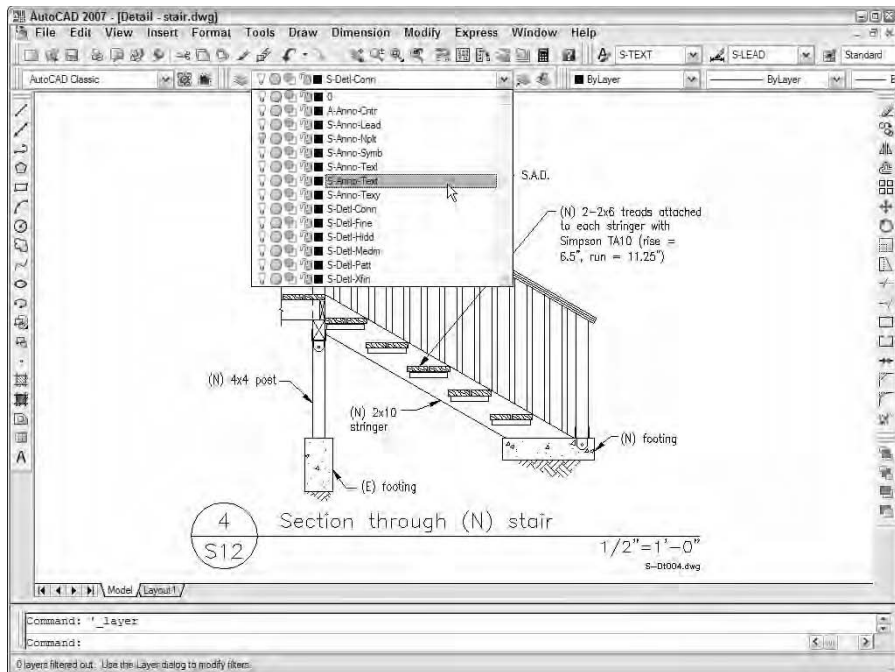 AutoCAD 2007 - [Detail - stair.dwg]
File Edit View Insert Format Tools Draw Dimension Modify Express Window Help
S-TEXT S-LEAD Standard
AutoCAD Classic S-Detl-Conn ByLayer ByLayer
0
A-Anno-Cntr
S-Anno-Lead
S-Anno-Nplt
S-Anno-Symb
S-Anno-Texl
S-Anno-Text
S-Anno-Texy
S-Detl-Conn
S-Detl-Fine
S-Detl-Hidd
S-Detl-Medm
S-Detl-Patt
S-Detl-Xfin
S.A.D.
(N) 2-2x6 treads attached
to each stringer with
Simpson TA10 (rise =
6.5", run = 11.25")
(N) 4x4 post
(N) 2x10
stringer
(N) footing
(E) footing
4
S12
Section through (N) stair
1/2"=1'-0"
S-Dt004.dwg
Model Layout1
Command: '_layer
Command:
0 layers filtered out. Use the Layer dialog to modify filters.
A